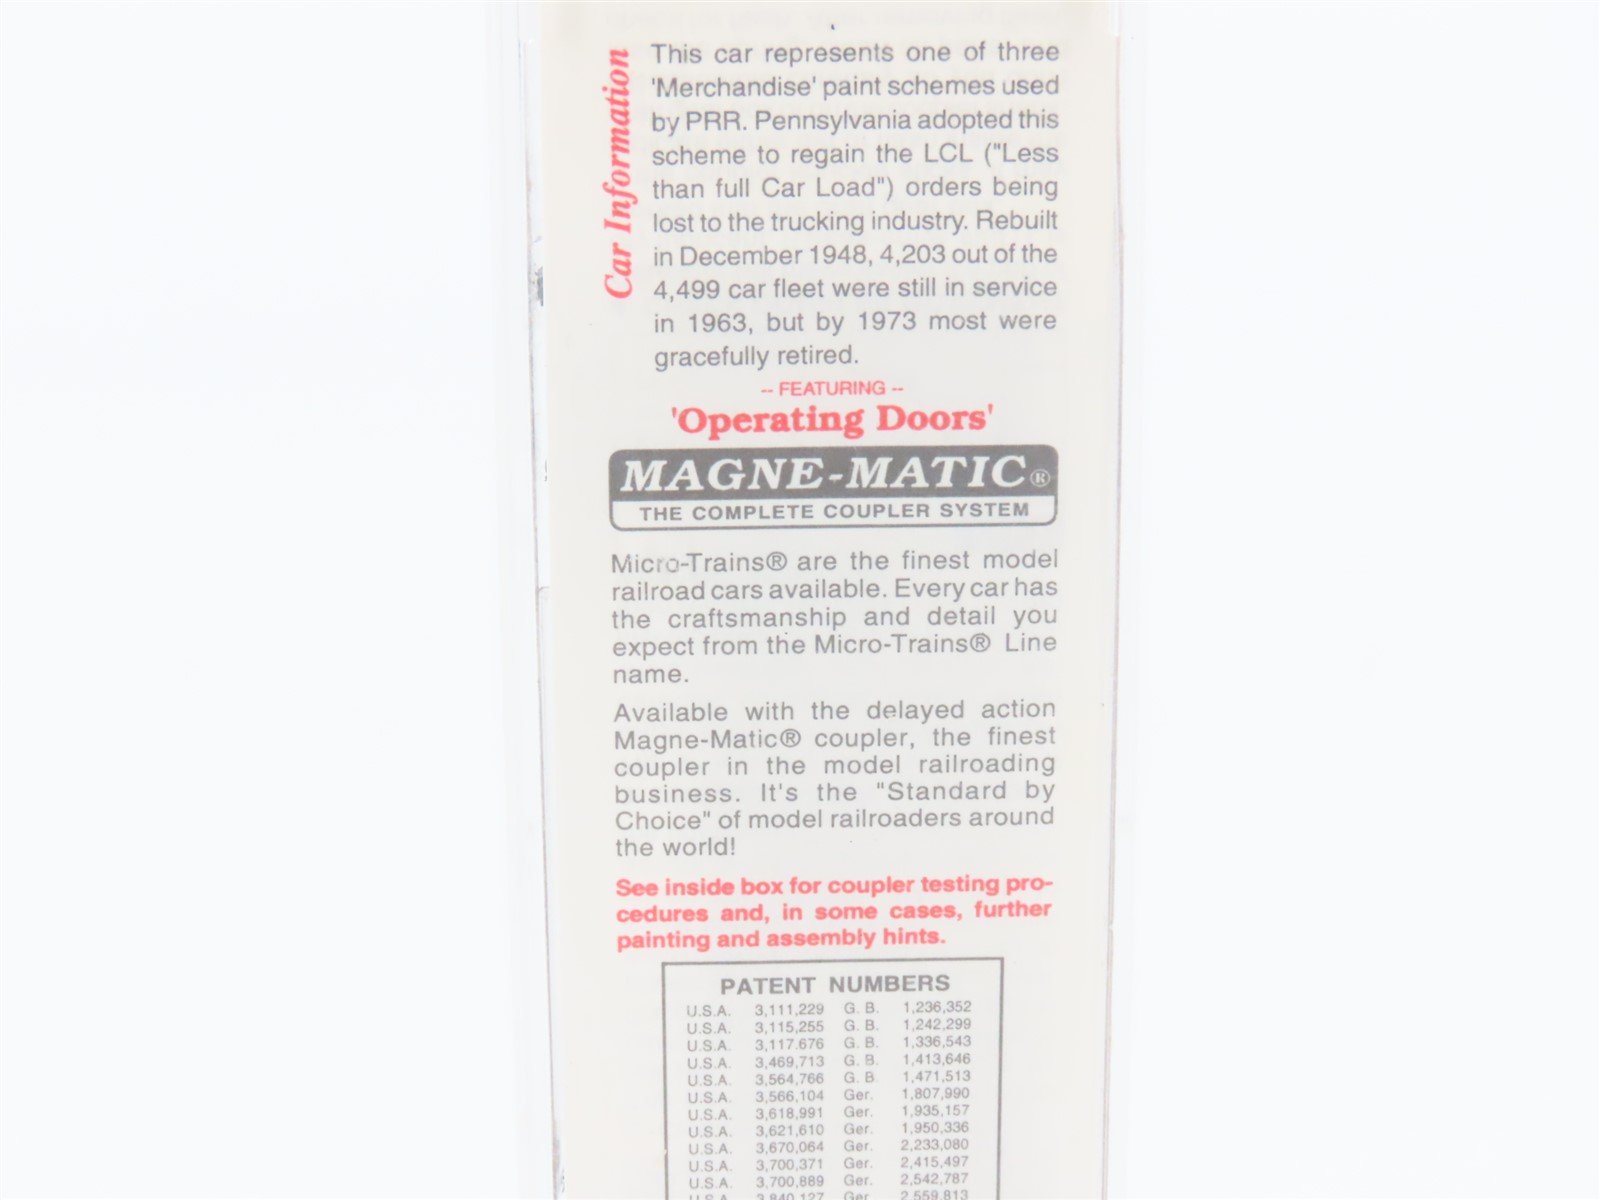 Car Information
This car represents one of three
'Merchandise' paint schemes used
by PRR. Pennsylvania adopted this
scheme to regain the LCL ("Less
than full Car Load") orders being
lost to the trucking industry. Rebuilt
in December 1948, 4,203 out of the
4,499 car fleet were still in service
in 1963, but by 1973 most were
gracefully retired.
-- FEATURING --
'Operating Doors'
MAGNE-MATIC®
THE COMPLETE COUPLER SYSTEM
Micro-Trains® are the finest model
railroad cars available. Every car has
the craftsmanship and detail you
expect from the Micro-Trains® Line
name.
Available with the delayed action
Magne-Matic® coupler, the finest
coupler in the model railroading
business. It's the "Standard by
Choice" of model railroaders around
the world!
See inside box for coupler testing pro-
cedures and, in some cases, further
painting and assembly hints.
PATENT NUMBERS
U.S.A. 3,111,229 G. B. 1,236,352
U.S.A. 3,115,255 G. B. 1,242,299
U.S.A. 3,117.676 G. B. 1,336,543
U.S.A. 3,469,713 G. B. 1,413,646
U.S.A. 3,564,766 G. B. 1,471,513
U.S.A. 3,566,104 Ger. 1,807,990
U.S.A. 3,618,991 Ger. 1,935,157
U.S.A. 3,621,610 Ger. 1,950,336
U.S.A. 3,670,064 Ger. 2,233,080
U.S.A. 3,700,371 Ger. 2,415,497
U.S.A. 3,700,889 Ger. 2,542,787
U.S.A. 3,840,127 Ger. 2,559,813